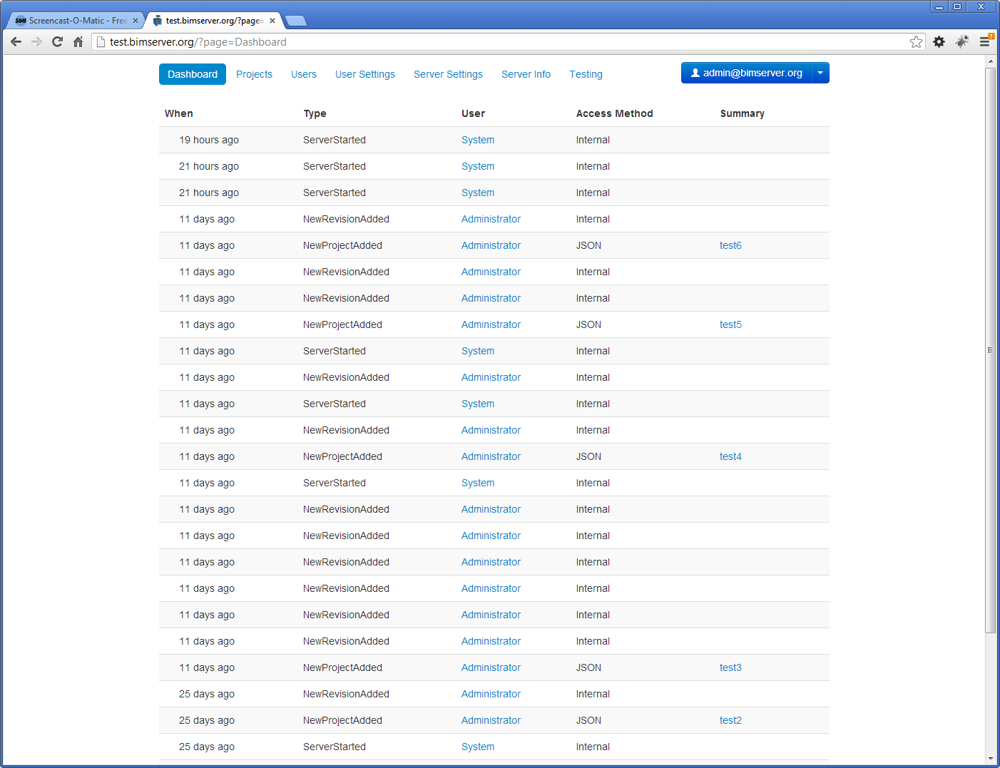 SOM Screencast-O-Matic - Free
test.bimserver.org/?page=
test.bimserver.org/?page=Dashboard
Dashboard Projects Users User Settings Server Settings Server Info Testing admin@bimserver.org
When Type User Access Method Summary
19 hours ago ServerStarted System Internal
21 hours ago ServerStarted System Internal
21 hours ago ServerStarted System Internal
11 days ago NewRevisionAdded Administrator Internal
11 days ago NewProjectAdded Administrator JSON test6
11 days ago NewRevisionAdded Administrator Internal
11 days ago NewRevisionAdded Administrator Internal
11 days ago NewProjectAdded Administrator JSON test5
11 days ago ServerStarted System Internal
11 days ago NewRevisionAdded Administrator Internal
11 days ago ServerStarted System Internal
11 days ago NewRevisionAdded Administrator Internal
11 days ago NewProjectAdded Administrator JSON test4
11 days ago ServerStarted System Internal
11 days ago NewRevisionAdded Administrator Internal
11 days ago NewRevisionAdded Administrator Internal
11 days ago NewRevisionAdded Administrator Internal
11 days ago NewRevisionAdded Administrator Internal
11 days ago NewRevisionAdded Administrator Internal
11 days ago NewRevisionAdded Administrator Internal
11 days ago NewProjectAdded Administrator JSON test3
25 days ago NewRevisionAdded Administrator Internal
25 days ago NewProjectAdded Administrator JSON test2
25 days ago ServerStarted System Internal